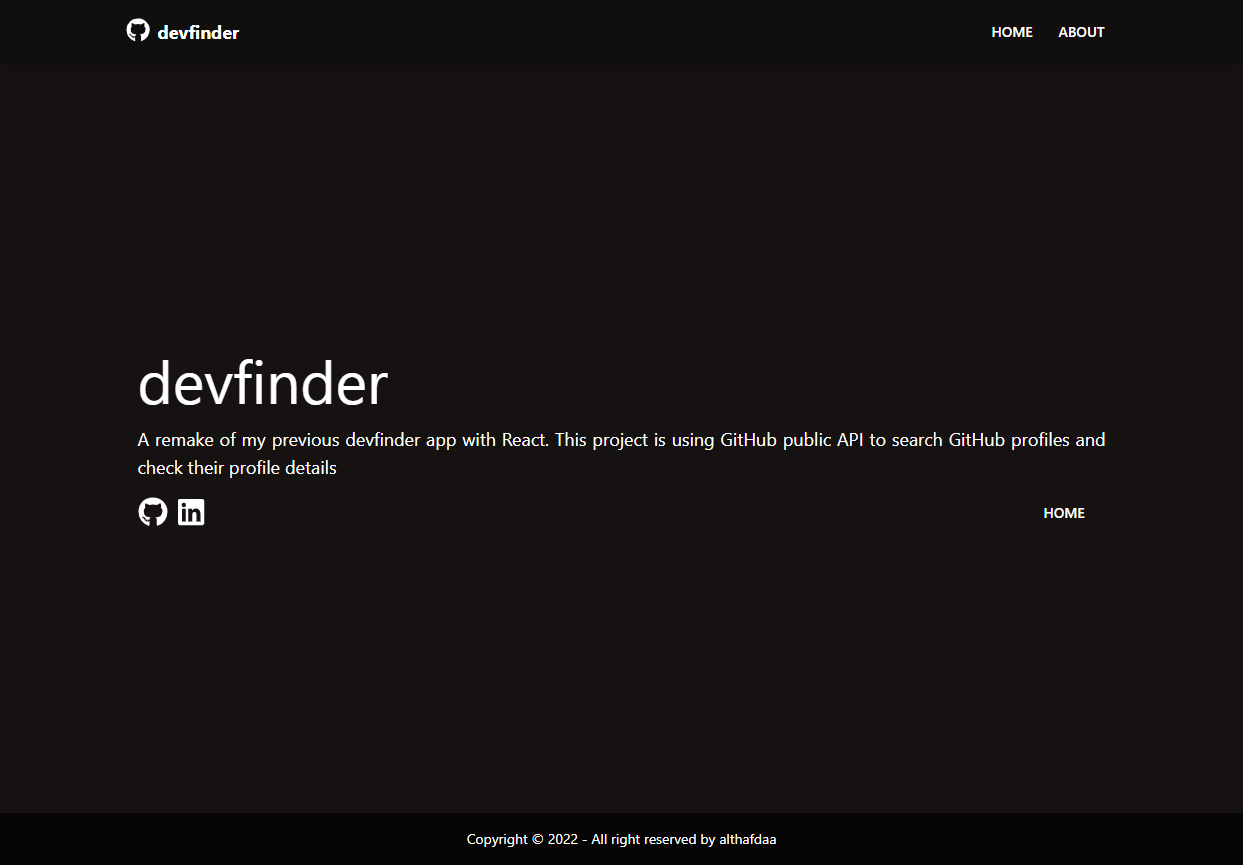 devfinder
HOME
ABOUT
devfinder
A remake of my previous devfinder app with React. This project is using GitHub public API to search GitHub profiles and
check their profile details
in
HOME
Copyright © 2022 - All right reserved by althafdaa